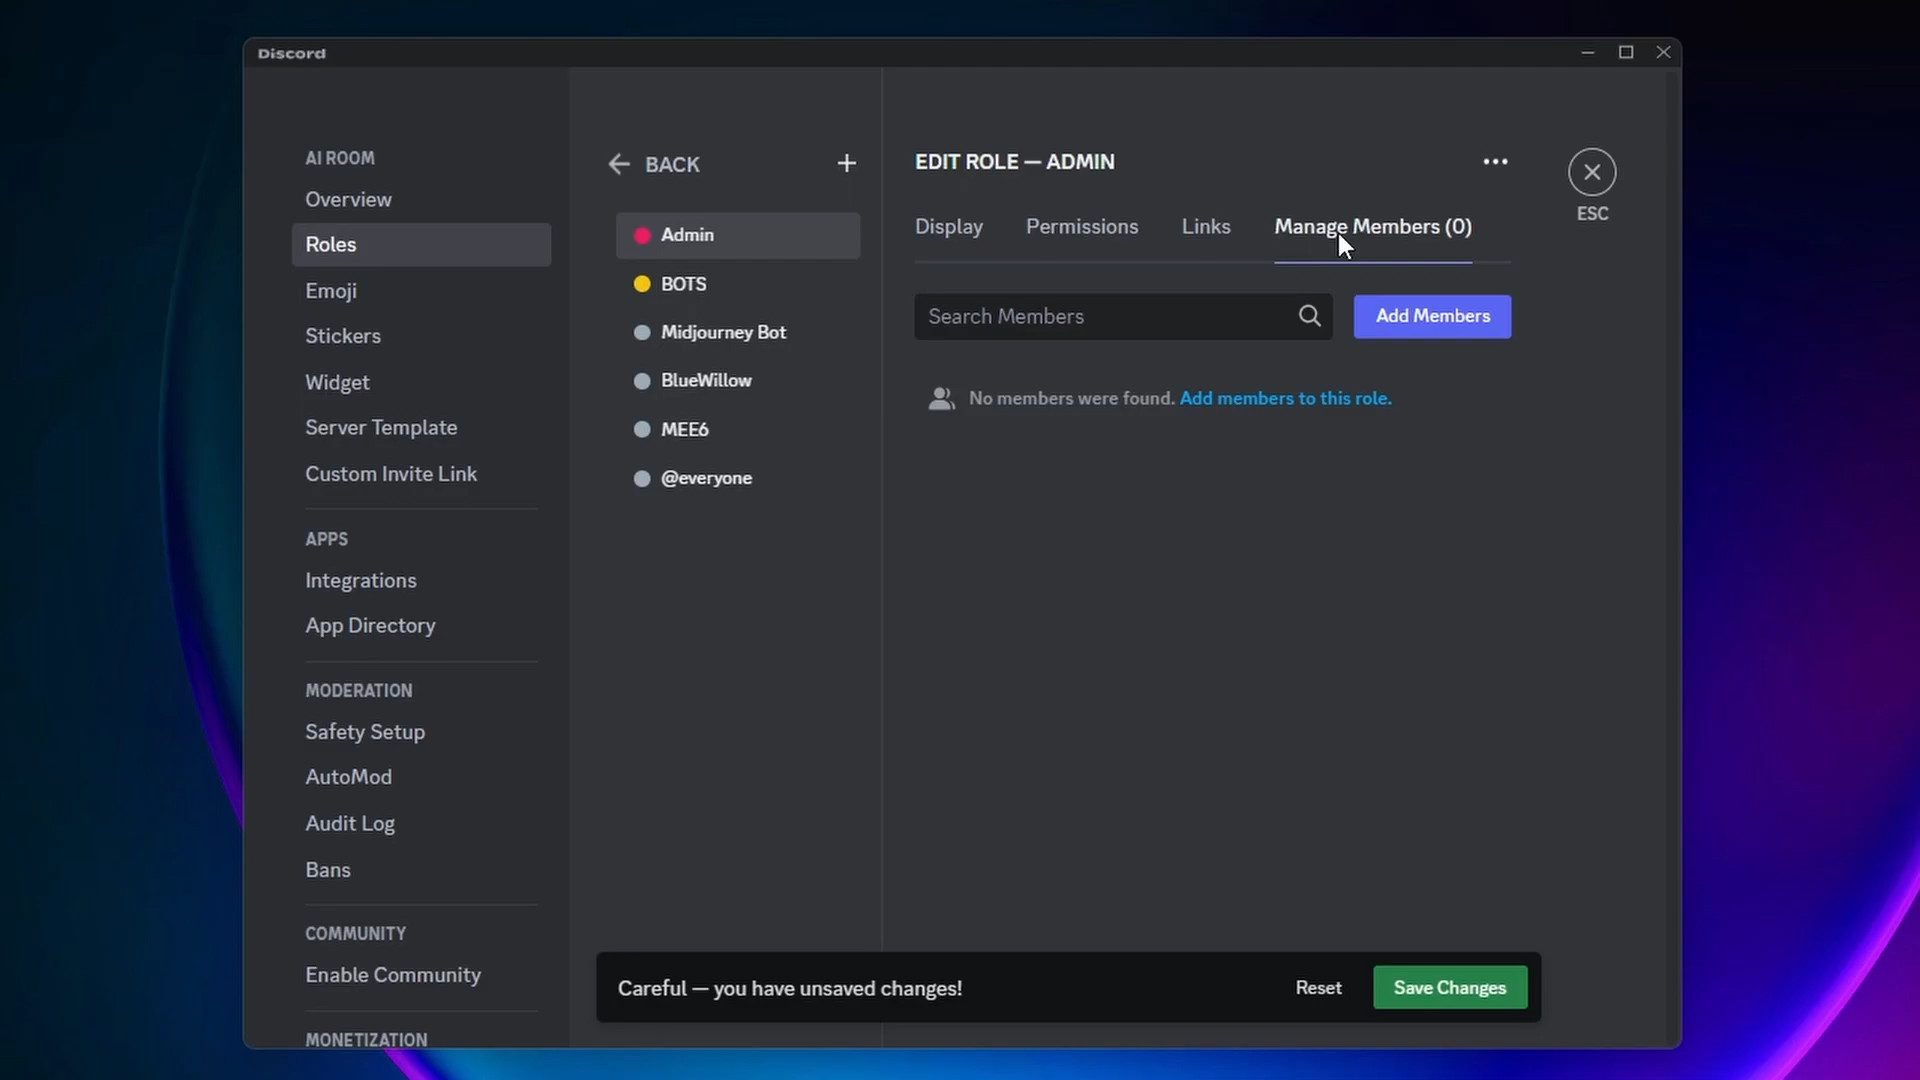 Discord
AI ROOM
Overview
Roles
Emoji
Stickers
Widget
Server Template
Custom Invite Link
APPS
Integrations
App Directory
MODERATION
Safety Setup
AutoMod
Audit Log
Bans
COMMUNITY
Enable Community
MONETIZATION
BACK
Admin
BOTS
Midjourney Bot
BlueWillow
MEE6
@everyone
EDIT ROLE — ADMIN
ESC
Display Permissions Links Manage Members (0)
Search Members Add Members
No members were found. Add members to this role.
Careful — you have unsaved changes! Reset Save Changes